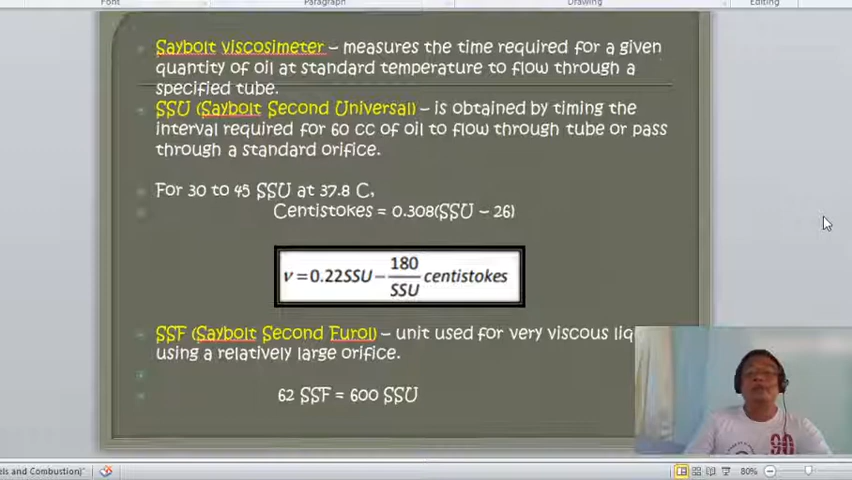 Font
Paragraph
Drawing
Editing
Saybolt viscosimeter – measures the time required for a given
quantity of oil at standard temperature to flow through a
specified tube.
SSU (Saybolt Second Universal) – is obtained by timing the
interval required for 60 cc of oil to flow through tube or pass
through a standard orifice.
For 30 to 45 SSU at 37.8 C,
Centistokes = 0.308(SSU – 26)
v = 0.22SSU – 180/SSU centistokes
SSF (Saybolt Second Furol) – unit used for very viscous liq
using a relatively large orifice.
62 SSF = 600 SSU
90
els and Combustion)"
80%